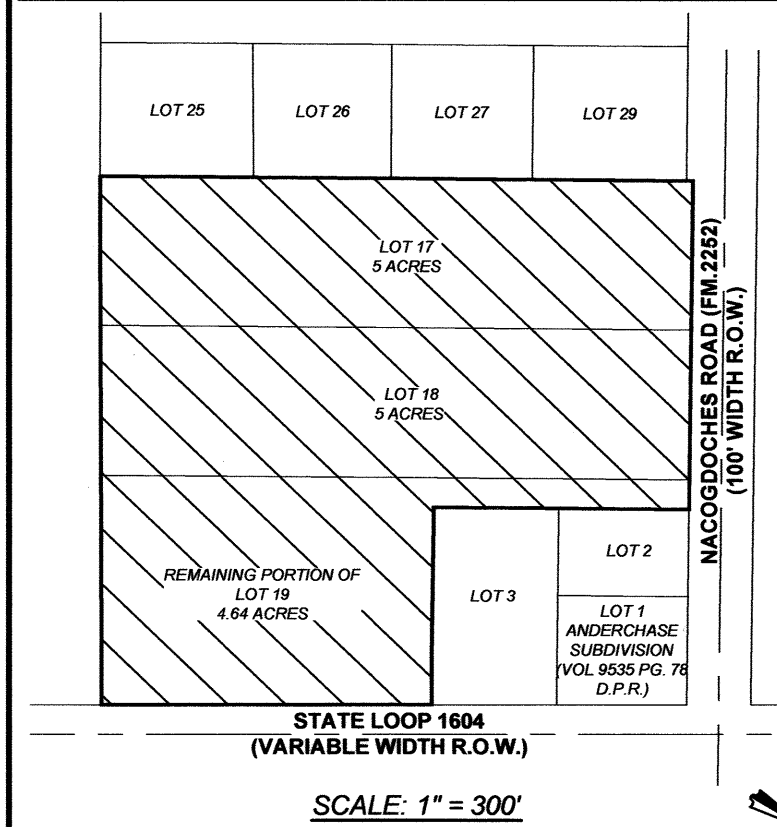 LOT 25
LOT 26
LOT 27
LOT 29
LOT 17
5 ACRES
LOT 18
5 ACRES
NACOGDOCHES ROAD (FM.2252)
(100' WIDTH R.O.W.)
REMAINING PORTION OF
LOT 19
4.64 ACRES
LOT 3
LOT 2
LOT 1
ANDERCHASE
SUBDIVISION
(VOL 9535 PG. 78
D.P.R.)
STATE LOOP 1604
(VARIABLE WIDTH R.O.W.)
SCALE: 1" = 300'